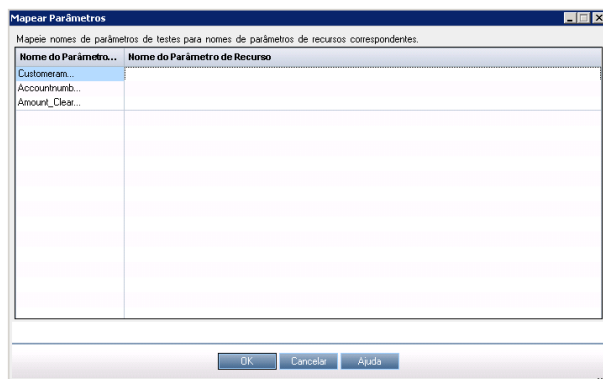 Mapear Parâmetros
Mapeie nomes de parâmetros de testes para nomes de parâmetros de recursos correspondentes.
Nome do Parâmetro... Nome do Parâmetro de Recurso
Customeram...
Accountnumb...
Amount_Clear...
OK Cancelar Ajuda